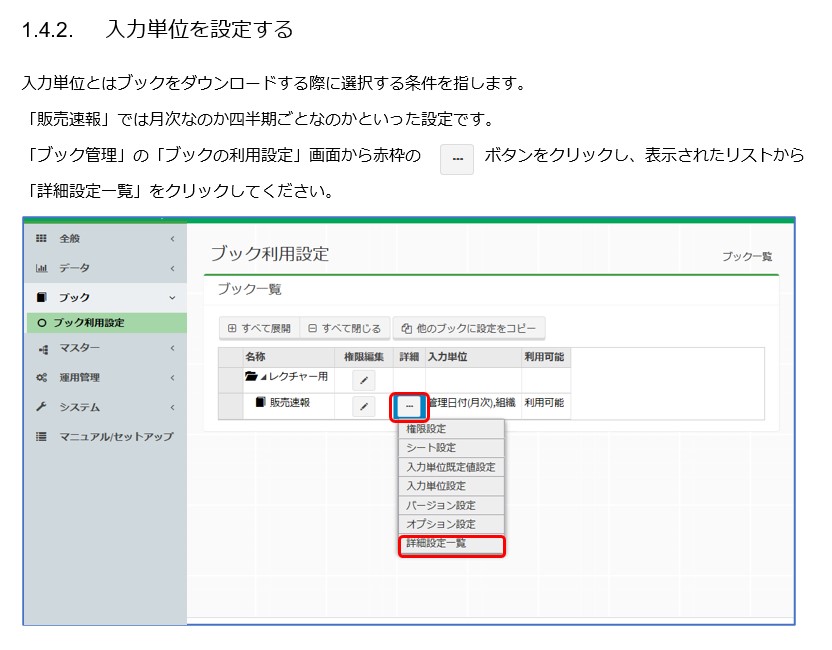 1.4.2. 入力単位を設定する
入力単位とはブックをダウンロードする際に選択する条件を指します。
「販売速報」では月次なのか四半期ごとなのかといった設定です。
「ブック管理」の「ブックの利用設定」画面から赤枠の ... ボタンをクリックし、表示されたリストから
「詳細設定一覧」をクリックしてください。
全般
データ
ブック
ブック利用設定
マスター
運用管理
システム
マニュアル/セットアップ
ブック利用設定
ブック一覧
ブック一覧
すべて展開 すべて閉じる 他のブックに設定をコピー
名称 権限編集 詳細 入力単位 利用可能
レクチャー用
販売速報 ... 管理日付(月次),組織 利用可能
権限設定
シート設定
入力単位既定値設定
入力単位設定
バージョン設定
オプション設定
詳細設定一覧